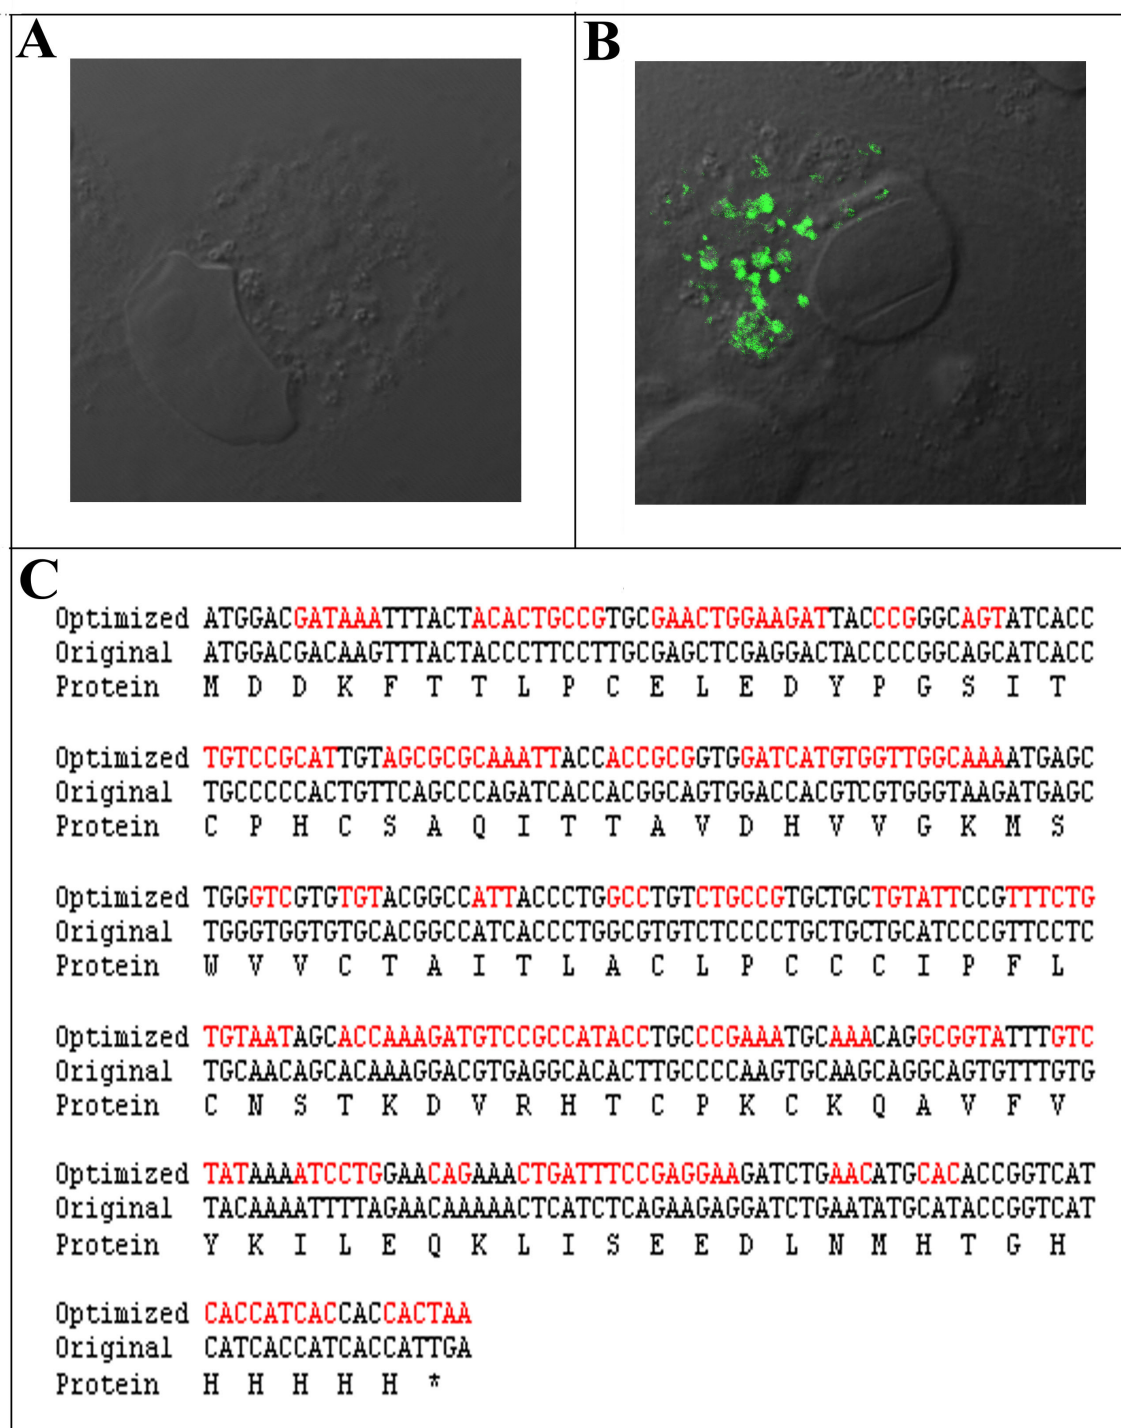 A
B
C
Optimized ATGGACGATAAATTTACTACACTGCCGTGCGAACTGGAAGATTACCCGGGCAGTATCACC
Original ATGGACGACAAGTTTACTACCCTTCCTTGCGAGCTCGAGGACTACCCCGGCAGCATCACC
Protein M D D K F T T L P C E L E D Y P G S I T
Optimized TGTCCGCATTGTAGCGCGCAAATTACCACCGCGGTGGATCATGTGGTTGGCAAAATGAGC
Original TGCCCCCACTGTTCAGCCCAGATCACCACGGCAGTGGACCACGTCGTGGGTAAGATGAGC
Protein C P H C S A Q I T T A V D H V V G K M S
Optimized TGGGTCGTGTGTACGGCCATTACCCTGGCCTGTCTGCCGTGCTGCTGTATTCCGTTTCTG
Original TGGGTGGTGTGCACGGCCATCACCCTGGCGTGTCTCCCCTGCTGCTGCATCCCGTTCCTC
Protein W V V C T A I T L A C L P C C C I P F L
Optimized TGTAATAGCACCAAAGATGTCCGCCATACCTGCCCGAAATGCAAACAGGCGGTATTTGTC
Original TGCAACAGCACAAAGGACGTGAGGCACACTTGCCCCAAGTGCAAGCAGGCAGTGTTTGTG
Protein C N S T K D V R H T C P K C K Q A V F V
Optimized TATAAAATCCTGGAACAGAAACTGATTTCCGAGGAAGATCTGAACATGCACACCGGTCAT
Original TACAAAATTTTAGAACAAAAACTCATCTCAGAAGAGGATCTGAATATGCATACCGGTCAT
Protein Y K I L E Q K L I S E E D L N M H T G H
Optimized CACCATCACCACCACTAA
Original CATCACCATCACCATTGA
Protein H H H H H *